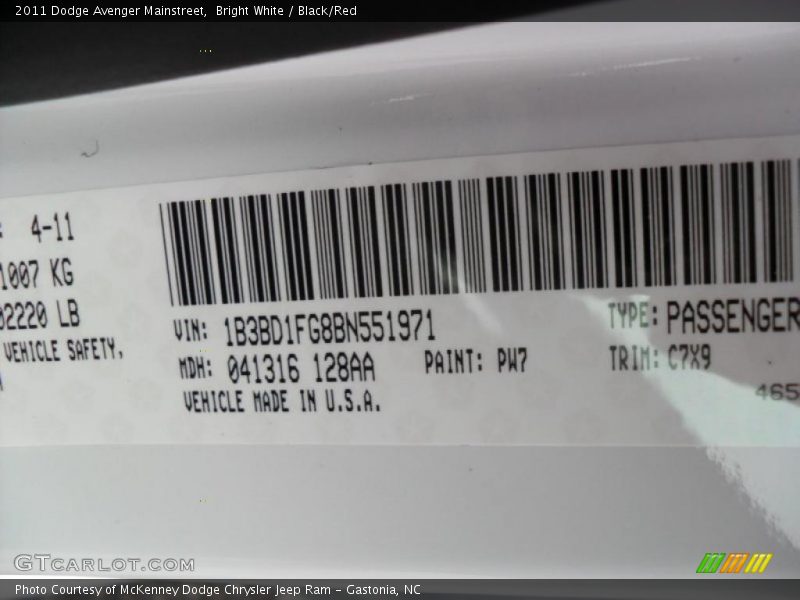 2011 Dodge Avenger Mainstreet, Bright White / Black/Red
4-11
1007 KG
02220 LB
VEHICLE SAFETY,
VIN: 1B3BD1FG8BN551971
TYPE: PASSENGER
MDH: 041316 128AA
PAINT: PW7
TRIM: C7X9
VEHICLE MADE IN U.S.A.
465
GTCARLOT.COM
Photo Courtesy of McKenney Dodge Chrysler Jeep Ram – Gastonia, NC